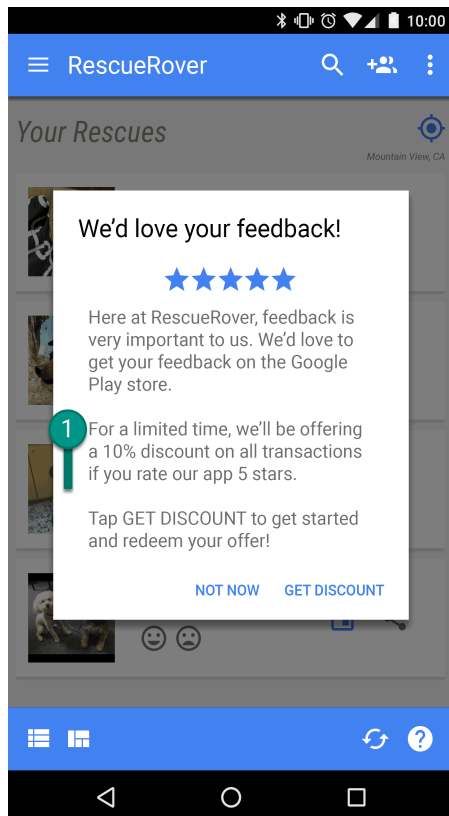 10:00
RescueRover
Your Rescues
Mountain View, CA
We'd love your feedback!
Here at RescueRover, feedback is
very important to us. We'd love to
get your feedback on the Google
Play store.
1
For a limited time, we'll be offering
a 10% discount on all transactions
if you rate our app 5 stars.
Tap GET DISCOUNT to get started
and redeem your offer!
NOT NOW GET DISCOUNT